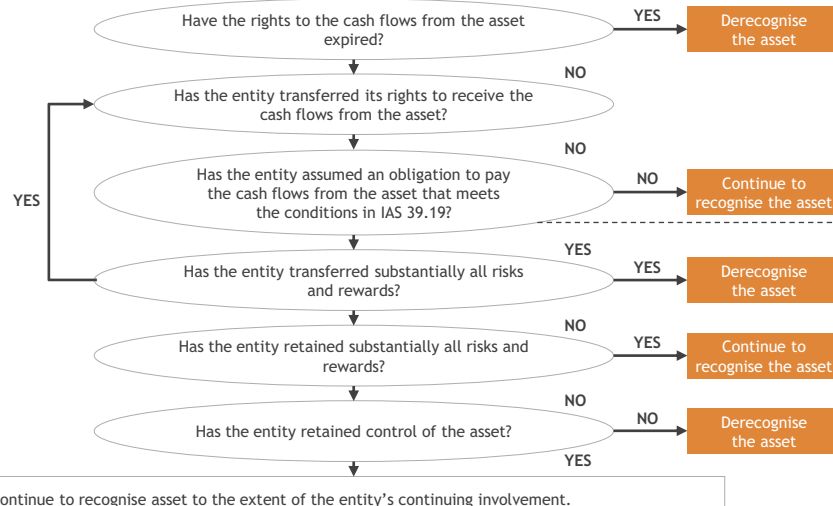 Have the rights to the cash flows from the asset
expired?
YES
Derecognise
the asset
NO
Has the entity transferred its rights to receive the
cash flows from the asset?
NO
Has the entity assumed an obligation to pay
the cash flows from the asset that meets
the conditions in IAS 39.19?
NO
Continue to
recognise the asset
YES
YES
Has the entity transferred substantially all risks
and rewards?
YES
Derecognise
the asset
NO
Has the entity retained substantially all risks and
rewards?
YES
Continue to
recognise the asset
NO
Has the entity retained control of the asset?
NO
Derecognise
the asset
YES
ontinue to recognise asset to the extent of the entity's continuing involvement.